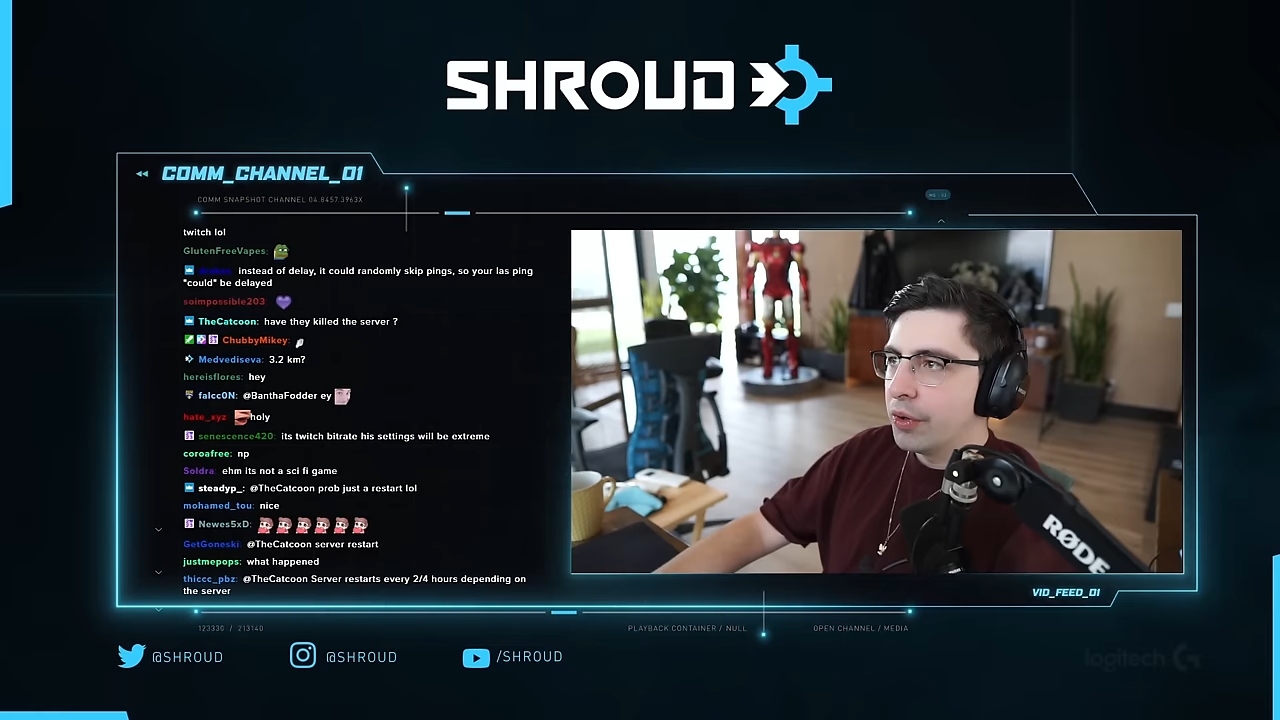 SHROUD
COMM_CHANNEL_01
COMM SNAPSHOT CHANNEL 04.8457.3963X
twitch lol
GlutenFreeVapes:
instead of delay, it could randomly skip pings, so your las ping
"could" be delayed
soimpossible203:
TheCatcoon: have they killed the server ?
ChubbyMikey:
Medvediseva: 3.2 km?
hereisflores: hey
falcc0N: @BanthaFodder ey
hate_xyz: holy
senescence420: its twitch bitrate his settings will be extreme
coroafree: np
Soldra: ehm its not a sci fi game
steadyp_: @TheCatcoon prob just a restart lol
mohamed_tou: nice
Newes5xD:
GetGoneski: @TheCatcoon server restart
justmepops: what happened
thiccc_pbz: @TheCatcoon Server restarts every 2/4 hours depending on
the server
RØDE
VID_FEED_01
123330 / 213140
PLAYBACK CONTAINER / NULL
OPEN CHANNEL / MEDIA
@SHROUD
@SHROUD
/SHROUD
logitech G